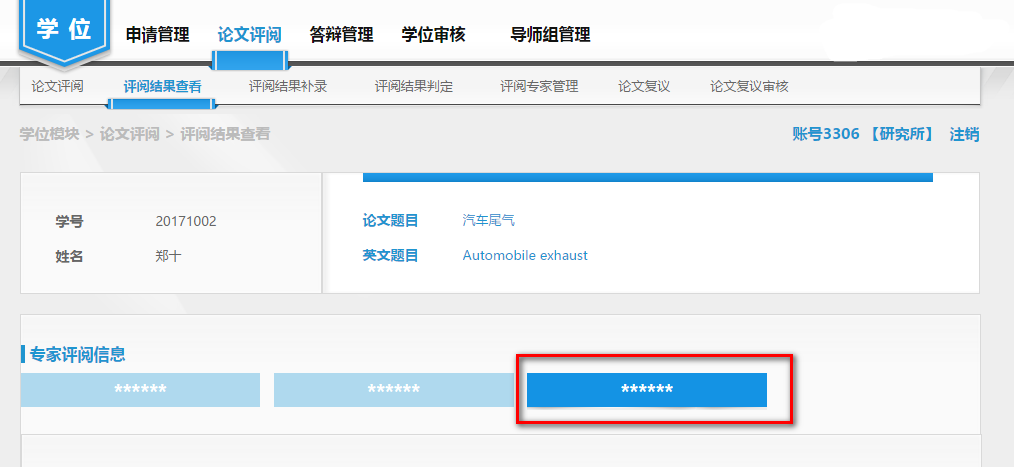 学 位
申请管理 论文评阅 答辩管理 学位审核 导师组管理
论文评阅 评阅结果查看 评阅结果补录 评阅结果判定 评阅专家管理 论文复议 论文复议审核
学位模块 > 论文评阅 > 评阅结果查看 账号3306 【研究所】 注销
学号 20171002
姓名 郑十
论文题目 汽车尾气
英文题目 Automobile exhaust
专家评阅信息
****** ****** ******